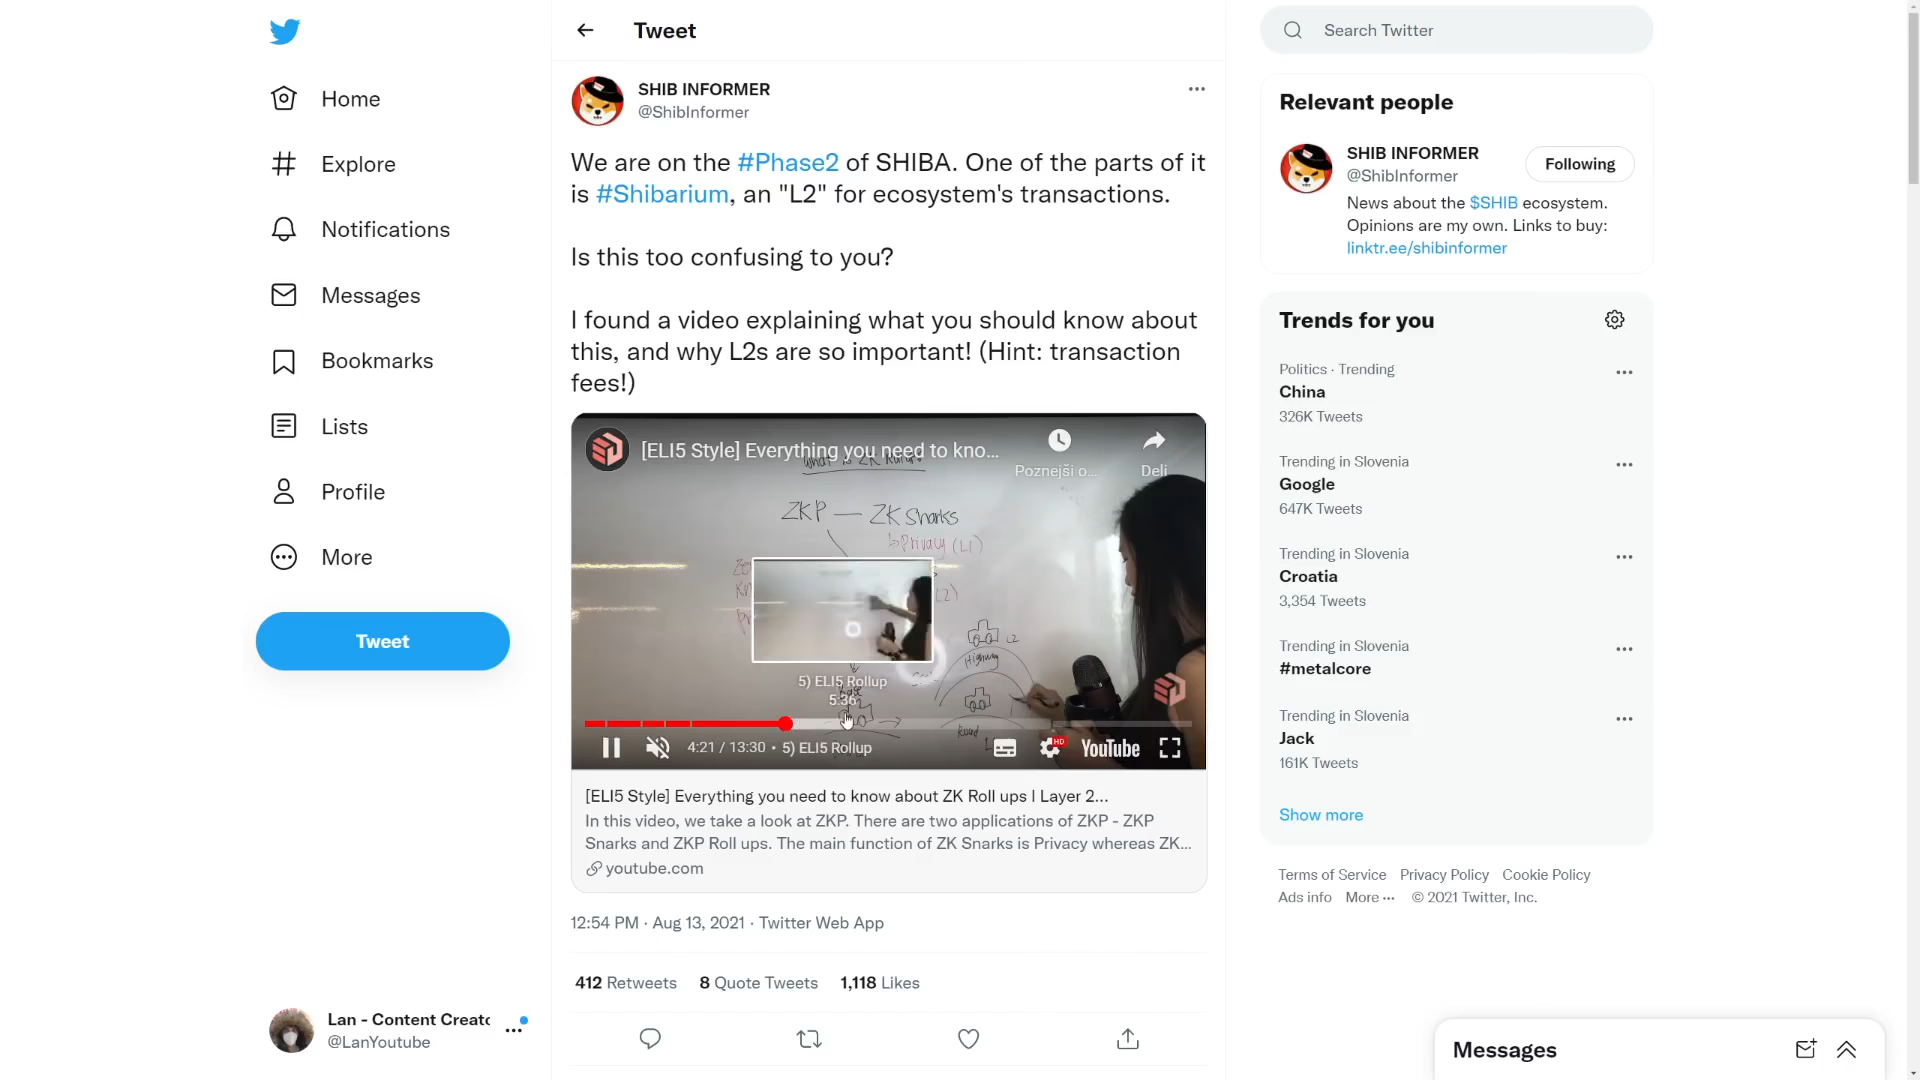 Home
Explore
Notifications
Messages
Bookmarks
Lists
Profile
More
Tweet
Lan - Content Creato
@LanYoutube
Tweet
SHIB INFORMER
@ShibInformer
We are on the #Phase2 of SHIBA. One of the parts of it
is #Shibarium, an "L2" for ecosystem's transactions.
Is this too confusing to you?
I found a video explaining what you should know about
this, and why L2s are so important! (Hint: transaction
fees!)
[ELI5 Style] Everything you need to kno...
Poznejši o...
Deli
What is ZK Rollups
ZKP — ZK Snarks
Privacy (L1)
L2
Highway
Road
5) ELI5 Rollup
5:36
4:21 / 13:30 • 5) ELI5 Rollup
HD
YouTube
[ELI5 Style] Everything you need to know about ZK Roll ups l Layer 2...
In this video, we take a look at ZKP. There are two applications of ZKP - ZKP
Snarks and ZKP Roll ups. The main function of ZK Snarks is Privacy whereas ZK...
youtube.com
12:54 PM · Aug 13, 2021 · Twitter Web App
412 Retweets 8 Quote Tweets 1,118 Likes
Search Twitter
Relevant people
SHIB INFORMER
@ShibInformer
Following
News about the $SHIB ecosystem.
Opinions are my own. Links to buy:
linktr.ee/shibinformer
Trends for you
Politics · Trending
China
326K Tweets
Trending in Slovenia
Google
647K Tweets
Trending in Slovenia
Croatia
3,354 Tweets
Trending in Slovenia
#metalcore
Trending in Slovenia
Jack
161K Tweets
Show more
Terms of Service Privacy Policy Cookie Policy
Ads info More ··· © 2021 Twitter, Inc.
Messages